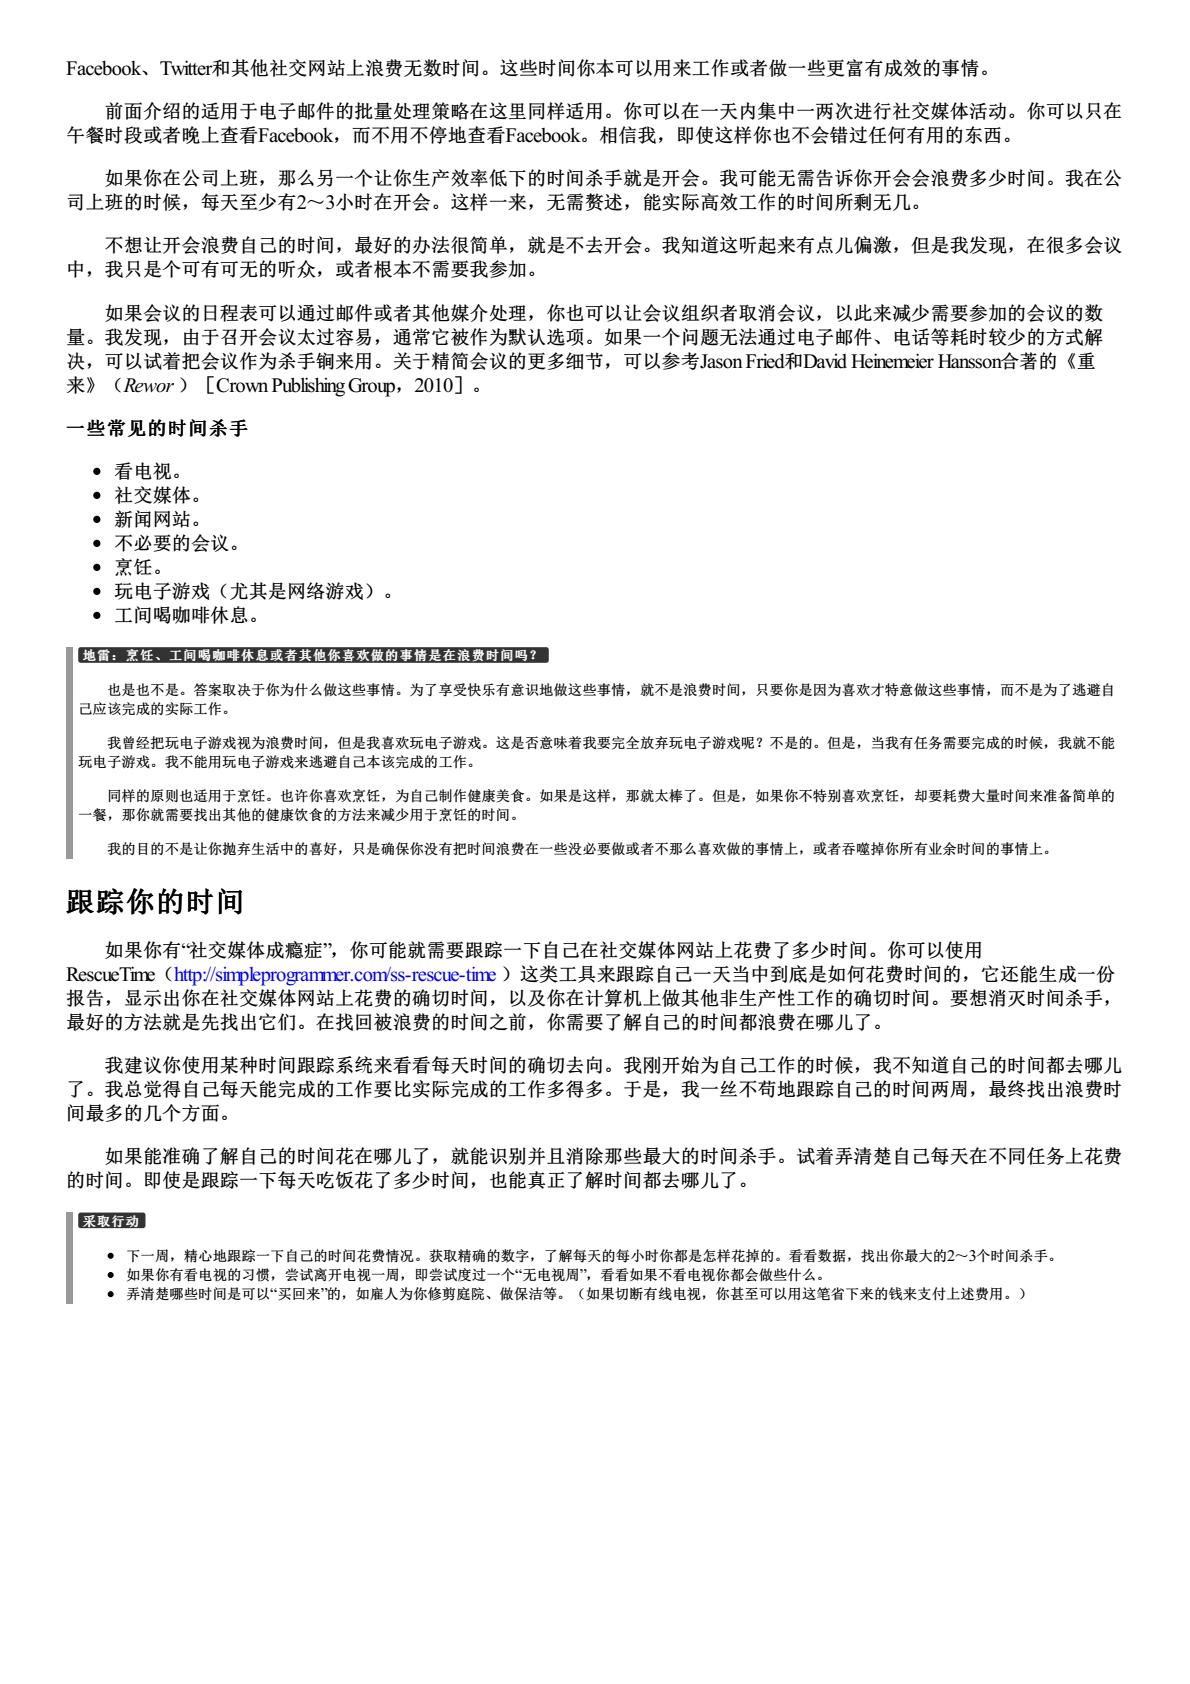 Facebook、Twitter和其他社交网站上浪费无数时间。这些时间你本可以用来工作或者做一些更富有成效的事情。
前面介绍的适用于电子邮件的批量处理策略在这里同样适用。你可以在一天内集中一两次进行社交媒体活动。你可以只在
午餐时段或者晚上查看Facebook，而不用不停地查看Facebook。相信我，即使这样你也不会错过任何有用的东西。
如果你在公司上班，那么另一个让你生产效率低下的时间杀手就是开会。我可能无需告诉你开会会浪费多少时间。我在公
司上班的时候，每天至少有2～3小时在开会。这样一来，无需赘述，能实际高效工作的时间所剩无几。
不想让开会浪费自己的时间，最好的办法很简单，就是不去开会。我知道这听起来有点儿偏激，但是我发现，在很多会议
中，我只是个可有可无的听众，或者根本不需要我参加。
如果会议的日程表可以通过邮件或者其他媒介处理，你也可以让会议组织者取消会议，以此来减少需要参加的会议的数
量。我发现，由于召开会议太过容易，通常它被作为默认选项。如果一个问题无法通过电子邮件、电话等耗时较少的方式解
决，可以试着把会议作为杀手锏来用。关于精简会议的更多细节，可以参考Jason Fried和David Heinemeier Hansson合著的《重
来》（Rewor ）［Crown Publishing Group，2010］。
一些常见的时间杀手
● 看电视。
● 社交媒体。
● 新闻网站。
● 不必要的会议。
● 烹饪。
● 玩电子游戏（尤其是网络游戏）。
● 工间喝咖啡休息。
地雷：烹饪、工间喝咖啡休息或者其他你喜欢做的事情是在浪费时间吗？
也是也不是。答案取决于你为什么做这些事情。为了享受快乐有意识地做这些事情，就不是浪费时间，只要你是因为喜欢才特意做这些事情，而不是为了逃避自
己应该完成的实际工作。
我曾经把玩电子游戏视为浪费时间，但是我喜欢玩电子游戏。这是否意味着我要完全放弃玩电子游戏呢？不是的。但是，当我有任务需要完成的时候，我就不能
玩电子游戏。我不能用玩电子游戏来逃避自己本该完成的工作。
同样的原则也适用于烹饪。也许你喜欢烹饪，为自己制作健康美食。如果是这样，那就太棒了。但是，如果你不特别喜欢烹饪，却要耗费大量时间来准备简单的
一餐，那你就需要找出其他的健康饮食的方法来减少用于烹饪的时间。
我的目的不是让你抛弃生活中的喜好，只是确保你没有把时间浪费在一些没必要做或者不那么喜欢做的事情上，或者吞噬掉你所有业余时间的事情上。
跟踪你的时间
如果你有“社交媒体成瘾症”，你可能就需要跟踪一下自己在社交媒体网站上花费了多少时间。你可以使用
RescueTime（http://simpleprogrammer.com/ss-rescue-time ）这类工具来跟踪自己一天当中到底是如何花费时间的，它还能生成一份
报告，显示出你在社交媒体网站上花费的确切时间，以及你在计算机上做其他非生产性工作的确切时间。要想消灭时间杀手，
最好的方法就是先找出它们。在找回被浪费的时间之前，你需要了解自己的时间都浪费在哪儿了。
我建议你使用某种时间跟踪系统来看看每天时间的确切去向。我刚开始为自己工作的时候，我不知道自己的时间都去哪儿
了。我总觉得自己每天能完成的工作要比实际完成的工作多得多。于是，我一丝不苟地跟踪自己的时间两周，最终找出浪费时
间最多的几个方面。
如果能准确了解自己的时间花在哪儿了，就能识别并且消除那些最大的时间杀手。试着弄清楚自己每天在不同任务上花费
的时间。即使是跟踪一下每天吃饭花了多少时间，也能真正了解时间都去哪儿了。
采取行动
● 下一周，精心地跟踪一下自己的时间花费情况。获取精确的数字，了解每天的每小时你都是怎样花掉的。看看数据，找出你最大的2～3个时间杀手。
● 如果你有看电视的习惯，尝试离开电视一周，即尝试度过一个“无电视周”，看看如果不看电视你都会做些什么。
● 弄清楚哪些时间是可以“买回来”的，如雇人为你修剪庭院、做保洁等。（如果切断有线电视，你甚至可以用这笔省下来的钱来支付上述费用。）